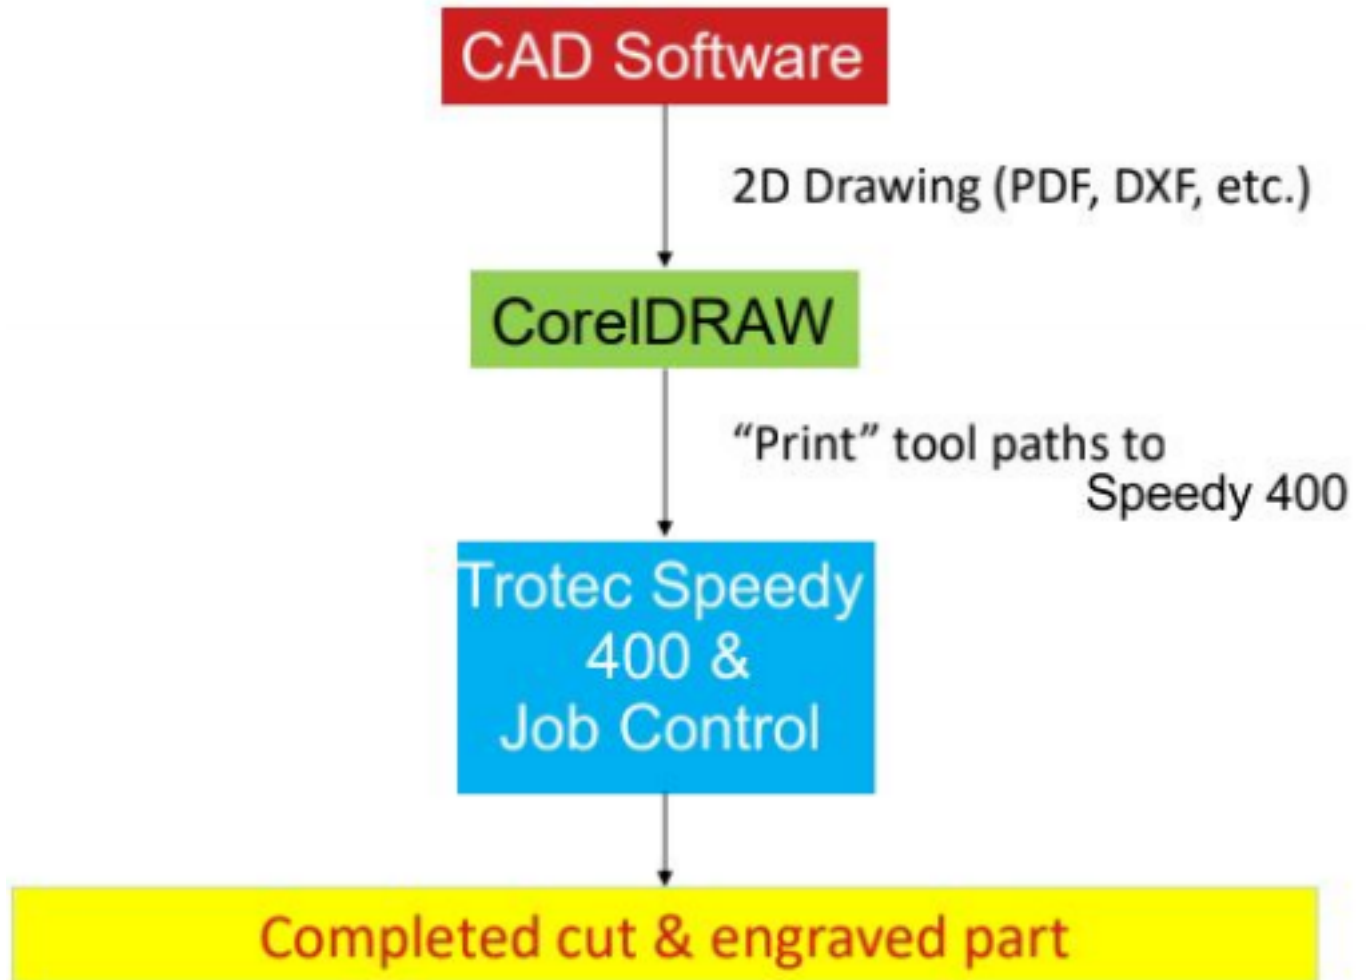 CAD Software
2D Drawing (PDF, DXF, etc.)
CorelDRAW
“Print” tool paths to
Speedy 400
Trotec Speedy
400 &
Job Control
Completed cut & engraved part